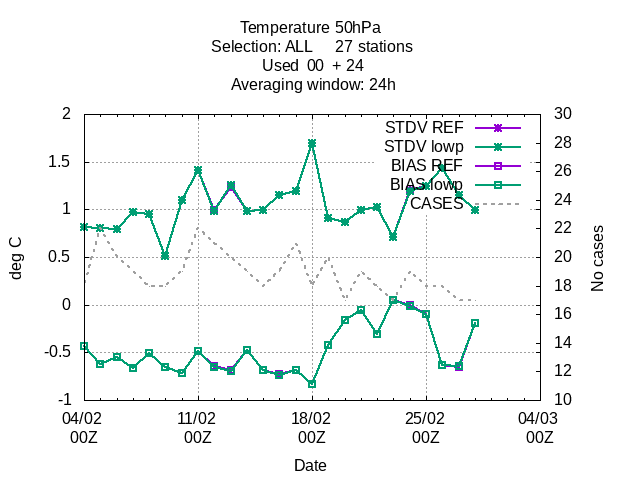 Temperature 50hPa
Selection: ALL 27 stations
Used 00 + 24
Averaging window: 24h
2
1.5
1
0.5
0
-0.5
-1
deg C
30
28
26
24
22
20
18
16
14
12
10
No cases
STDV REF
STDV lowp
BIAS REF
BIAS lowp
CASES
04/02 11/02 18/02 25/02 04/03
00Z 00Z 00Z 00Z 00Z
Date